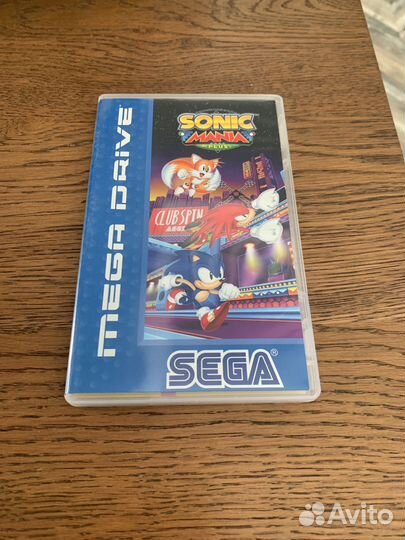 SONIC
MANIA
PLUS
MEGA DRIVE
CLUB SPIN
SEGA®
Avito